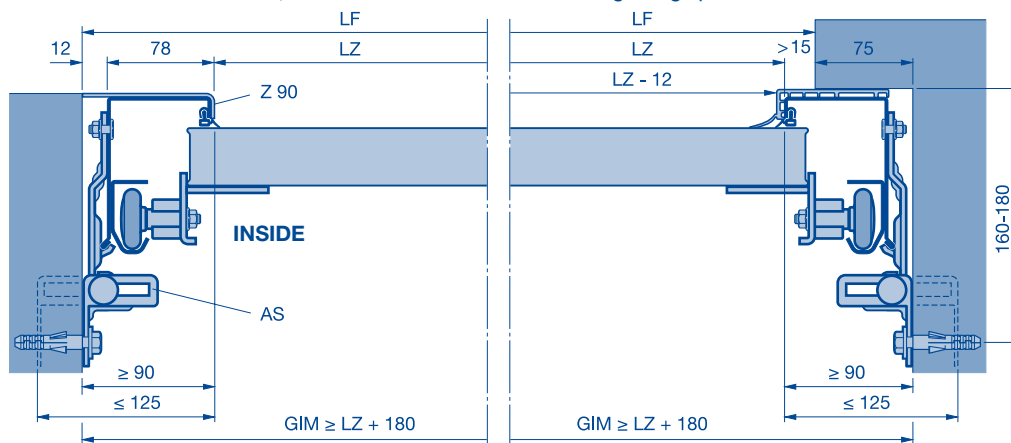 LF
LF
12
78
LZ
LZ
>15
75
LZ - 12
Z 90
160-180
INSIDE
AS
≥ 90
≥ 90
≤ 125
≤ 125
GIM ≥ LZ + 180
GIM ≥ LZ + 180